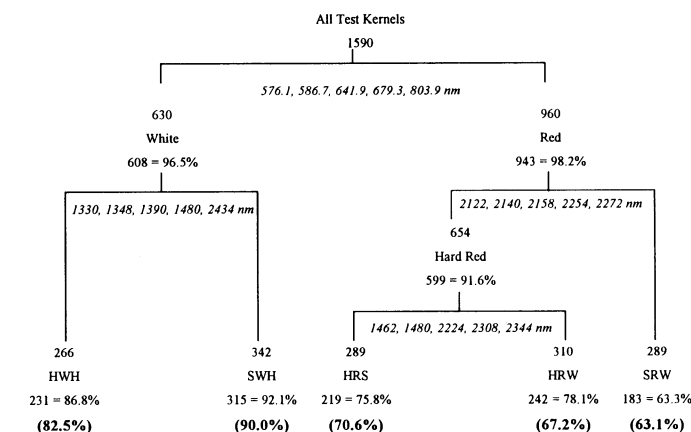 All Test Kernels
1590
576.1, 586.7, 641.9, 679.3, 803.9 nm
630
White
608 = 96.5%
960
Red
943 = 98.2%
1330, 1348, 1390, 1480, 2434 nm
2122, 2140, 2158, 2254, 2272 nm
654
Hard Red
599 = 91.6%
1462, 1480, 2224, 2308, 2344 nm
266
HWH
231 = 86.8%
(82.5%)
342
SWH
315 = 92.1%
(90.0%)
289
HRS
219 = 75.8%
(70.6%)
310
HRW
242 = 78.1%
(67.2%)
289
SRW
183 = 63.3%
(63.1%)